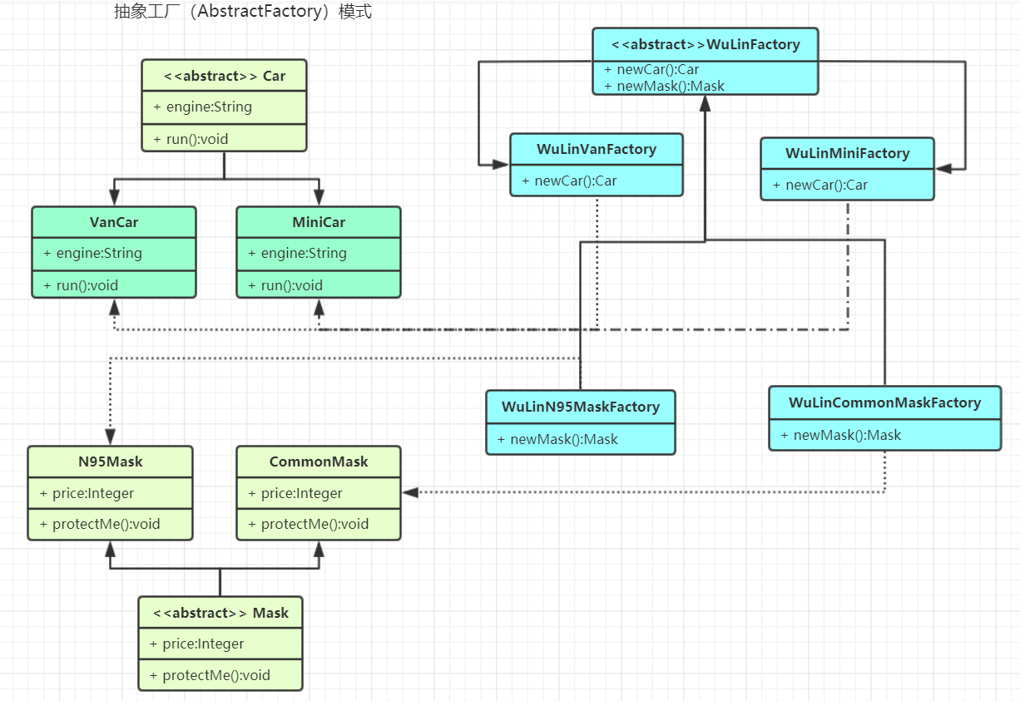 抽象工厂（AbstractFactory）模式
<<abstract>> Car
+ engine:String
+ run():void
VanCar
+ engine:String
+ run():void
MiniCar
+ engine:String
+ run():void
<<abstract>>WuLinFactory
+ newCar():Car
+ newMask():Mask
WuLinVanFactory
+ newCar():Car
WuLinMiniFactory
+ newCar():Car
WuLinN95MaskFactory
+ newMask():Mask
WuLinCommonMaskFactory
+ newMask():Mask
N95Mask
+ price:Integer
+ protectMe():void
CommonMask
+ price:Integer
+ protectMe():void
<<abstract>> Mask
+ price:Integer
+ protectMe():void